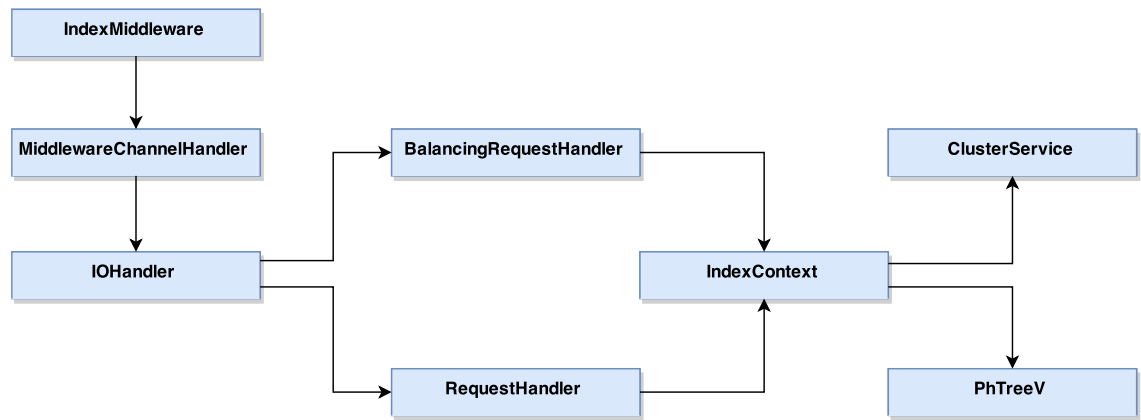 IndexMiddleware
MiddlewareChannelHandler
BalancingRequestHandler
ClusterService
IOHandler
IndexContext
RequestHandler
PhTreeV